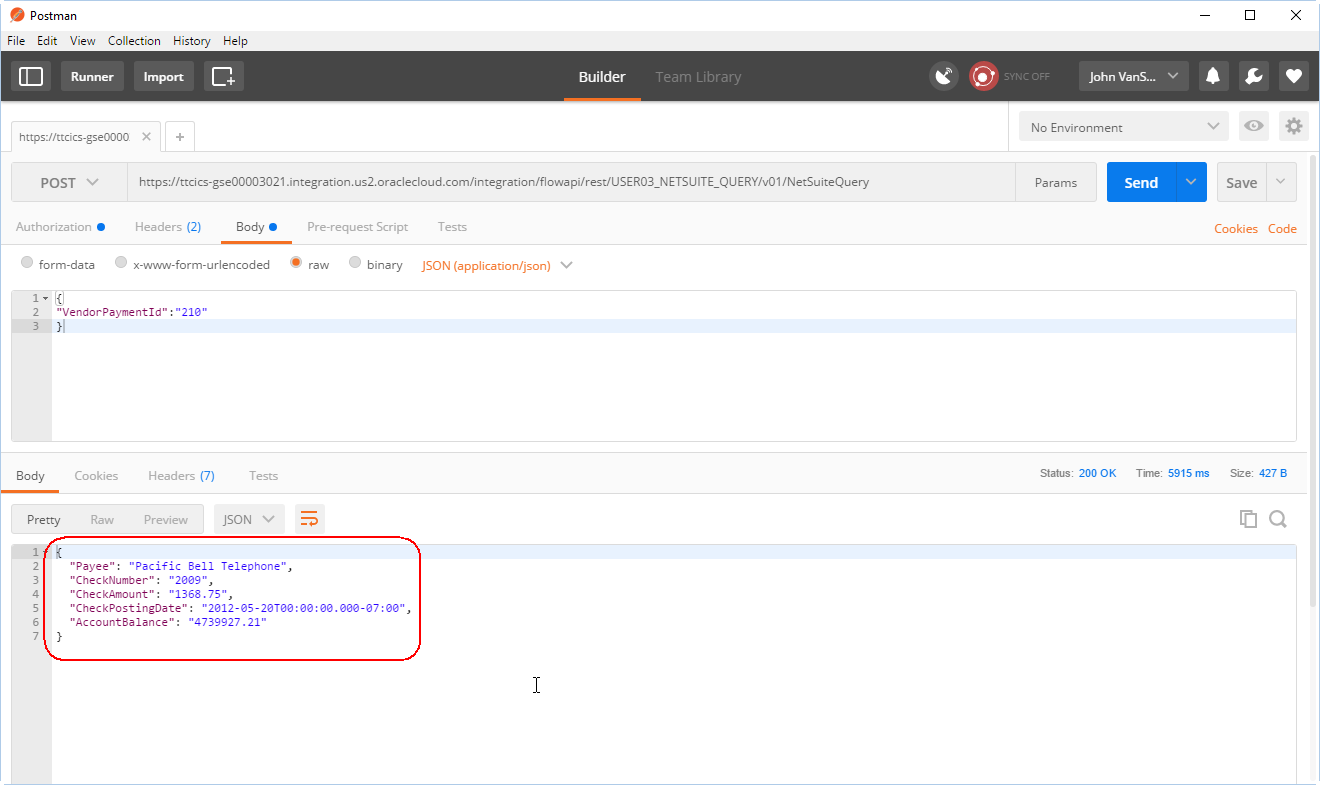 Postman
File Edit View Collection History Help
Runner Import Builder Team Library SYNC OFF John VanS...
https://ttcics-gse0000 No Environment
POST https://ttcics-gse00003021.integration.us2.oraclecloud.com/integration/flowapi/rest/USER03_NETSUITE_QUERY/v01/NetSuiteQuery Params Send Save
Authorization Headers (2) Body Pre-request Script Tests Cookies Code
form-data x-www-form-urlencoded raw binary JSON (application/json)
1 {
2 "VendorPaymentId":"210"
3 }
Body Cookies Headers (7) Tests Status: 200 OK Time: 5915 ms Size: 427 B
Pretty Raw Preview JSON
1 {
2 "Payee": "Pacific Bell Telephone",
3 "CheckNumber": "2009",
4 "CheckAmount": "1368.75",
5 "CheckPostingDate": "2012-05-20T00:00:00.000-07:00",
6 "AccountBalance": "4739927.21"
7 }